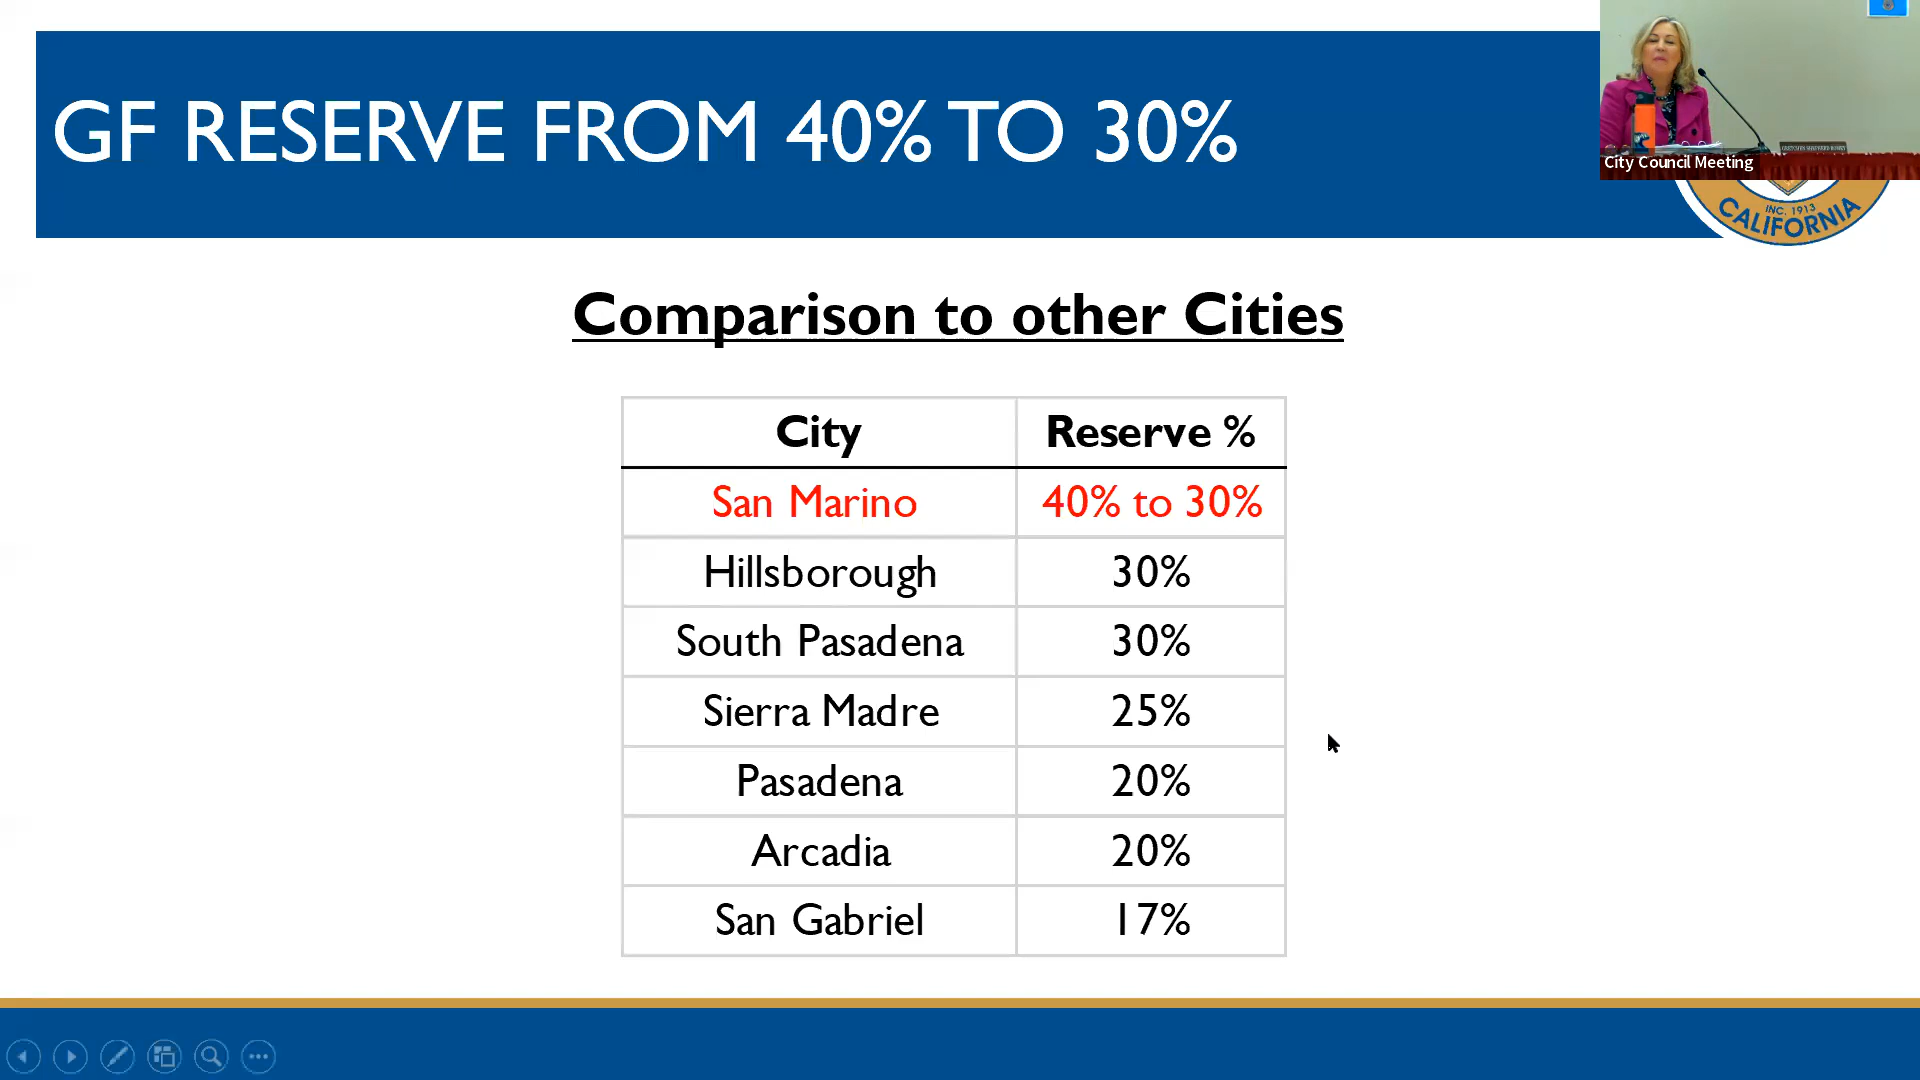 GF RESERVE FROM 40% TO 30%
City Council Meeting
INC. 1913
CALIFORNIA
Comparison to other Cities
City Reserve %
San Marino 40% to 30%
Hillsborough 30%
South Pasadena 30%
Sierra Madre 25%
Pasadena 20%
Arcadia 20%
San Gabriel 17%